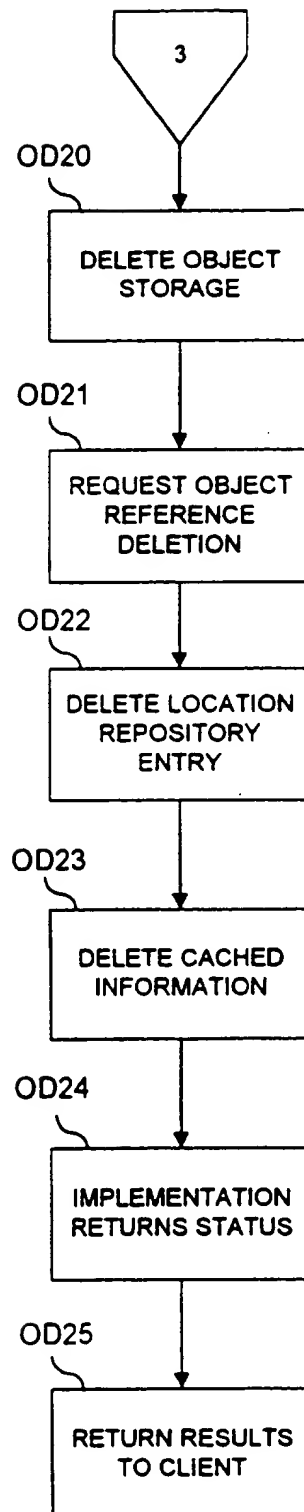 3
OD20
DELETE OBJECT
STORAGE
OD21
REQUEST OBJECT
REFERENCE
DELETION
OD22
DELETE LOCATION
REPOSITORY
ENTRY
OD23
DELETE CACHED
INFORMATION
OD24
IMPLEMENTATION
RETURNS STATUS
OD25
RETURN RESULTS
TO CLIENT